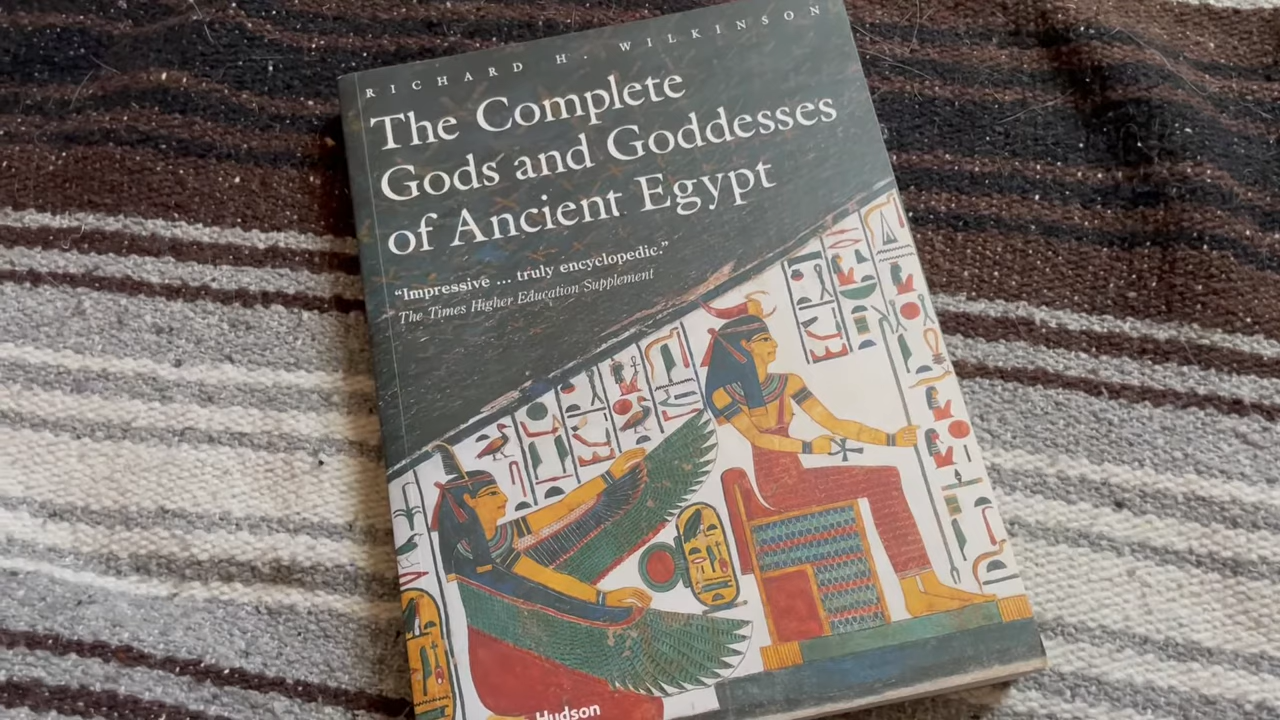 RICHARD H. WILKINSON
The Complete
Gods and Goddesses
of Ancient Egypt
“Impressive ... truly encyclopedic.”
The Times Higher Education Supplement
Hudson